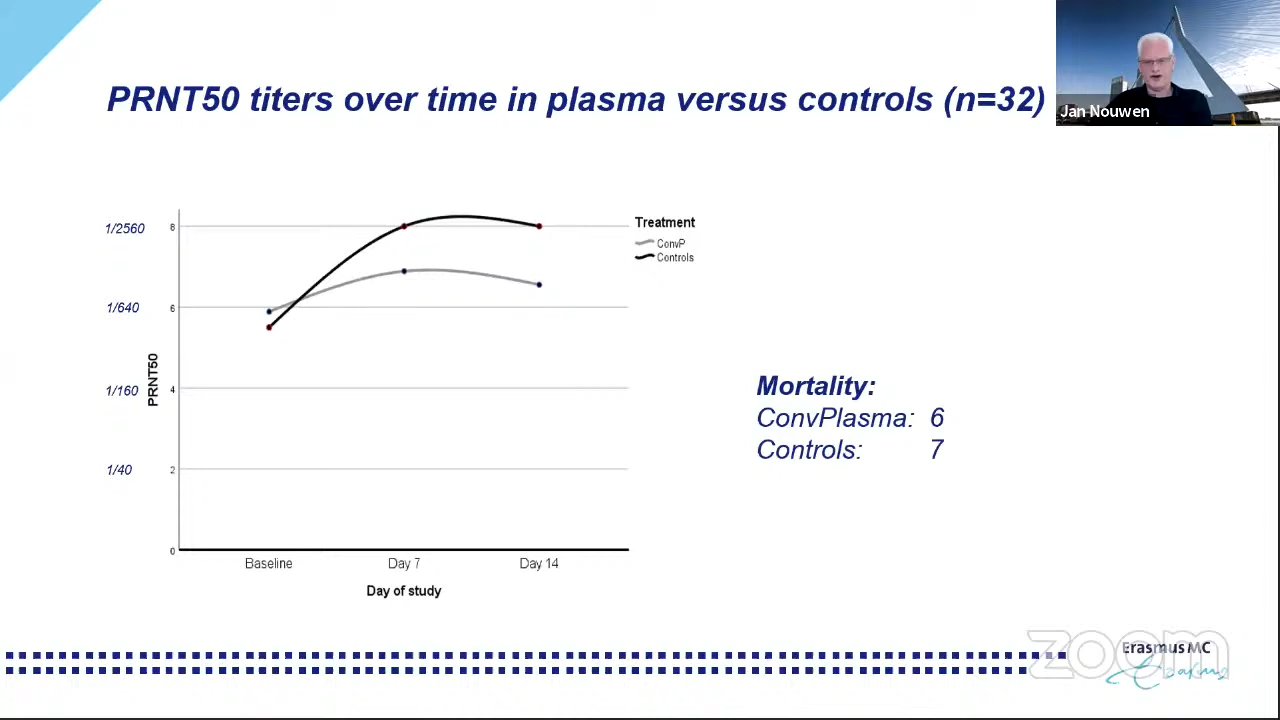 PRNT50 titers over time in plasma versus controls (n=32)
Jan Nouwen
1/2560
1/640
1/160
1/40
PRNT50
8
6
4
2
0
Baseline
Day 7
Day 14
Day of study
Treatment
ConvP
Controls
Mortality:
ConvPlasma: 6
Controls: 7
zoom
Erasmus MC
Erasmus